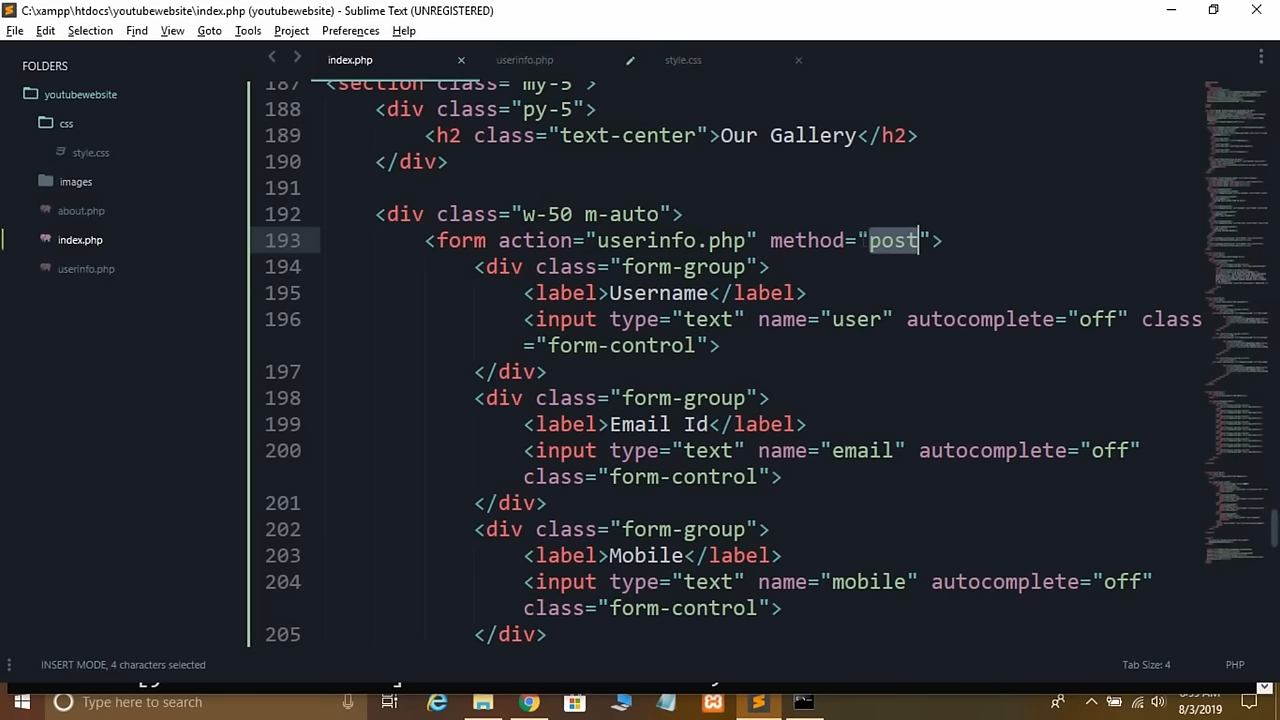 C:\xampp\htdocs\youtubewebsite\index.php (youtubewebsite) - Sublime Text (UNREGISTERED)
File Edit Selection Find View Goto Tools Project Preferences Help
FOLDERS
youtubewebsite
css
style.css
images
about.php
index.php
userinfo.php
index.php userinfo.php style.css
187 <section class="my-5">
188 <div class="py-5">
189 <h2 class="text-center">Our Gallery</h2>
190 </div>
191
192 <div class="w-50 m-auto">
193 <form action="userinfo.php" method="post">
194 <div class="form-group">
195 <label>Username</label>
196 <input type="text" name="user" autocomplete="off" class
="form-control">
197 </div>
198 <div class="form-group">
199 <label>Email Id</label>
200 <input type="text" name="email" autocomplete="off"
class="form-control">
201 </div>
202 <div class="form-group">
203 <label>Mobile</label>
204 <input type="text" name="mobile" autocomplete="off"
class="form-control">
205 </div>
INSERT MODE, 4 characters selected Tab Size: 4 PHP
Type here to search
8/3/2019